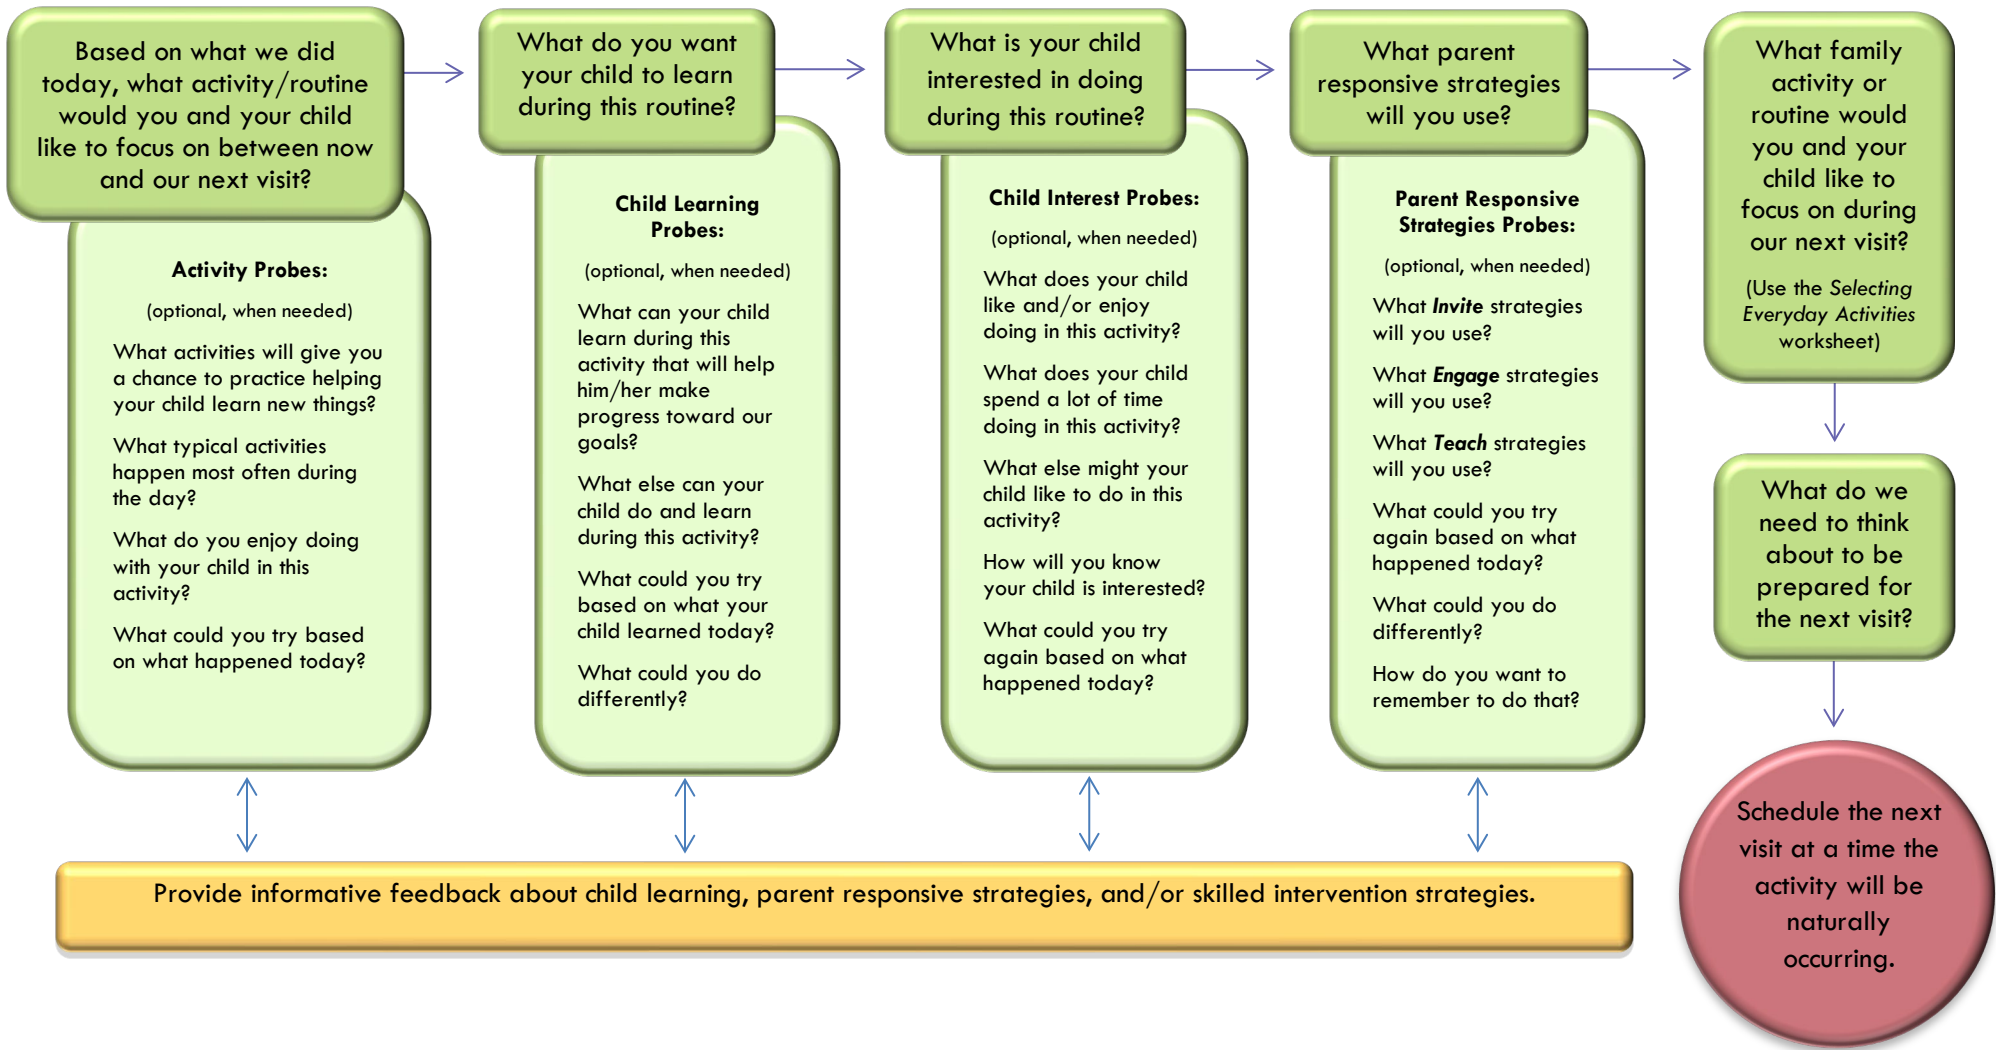 Based on what we did
today, what activity/routine
would you and your child
like to focus on between now
and our next visit?
Activity Probes:
(optional, when needed)
What activities will give you
a chance to practice helping
your child learn new things?
What typical activities
happen most often during
the day?
What do you enjoy doing
with your child in this
activity?
What could you try based
on what happened today?
What do you want
your child to learn
during this routine?
Child Learning
Probes:
(optional, when needed)
What can your child
learn during this
activity that will help
him/her make
progress toward our
goals?
What else can your
child do and learn
during this activity?
What could you try
based on what your
child learned today?
What could you do
differently?
What is your child
interested in doing
during this routine?
Child Interest Probes:
(optional, when needed)
What does your child
like and/or enjoy
doing in this activity?
What does your child
spend a lot of time
doing in this activity?
What else might your
child like to do in this
activity?
How will you know
your child is interested?
What could you try
again based on what
happened today?
What parent
responsive strategies
will you use?
Parent Responsive
Strategies Probes:
(optional, when needed)
What Invite strategies
will you use?
What Engage strategies
will you use?
What Teach strategies
will you use?
What could you try
again based on what
happened today?
What could you do
differently?
How do you want to
remember to do that?
What family
activity or
routine would
you and your
child like to
focus on during
our next visit?
(Use the Selecting
Everyday Activities
worksheet)
What do we
need to think
about to be
prepared for
the next visit?
Schedule the next
visit at a time the
activity will be
naturally
occurring.
Provide informative feedback about child learning, parent responsive strategies, and/or skilled intervention strategies.